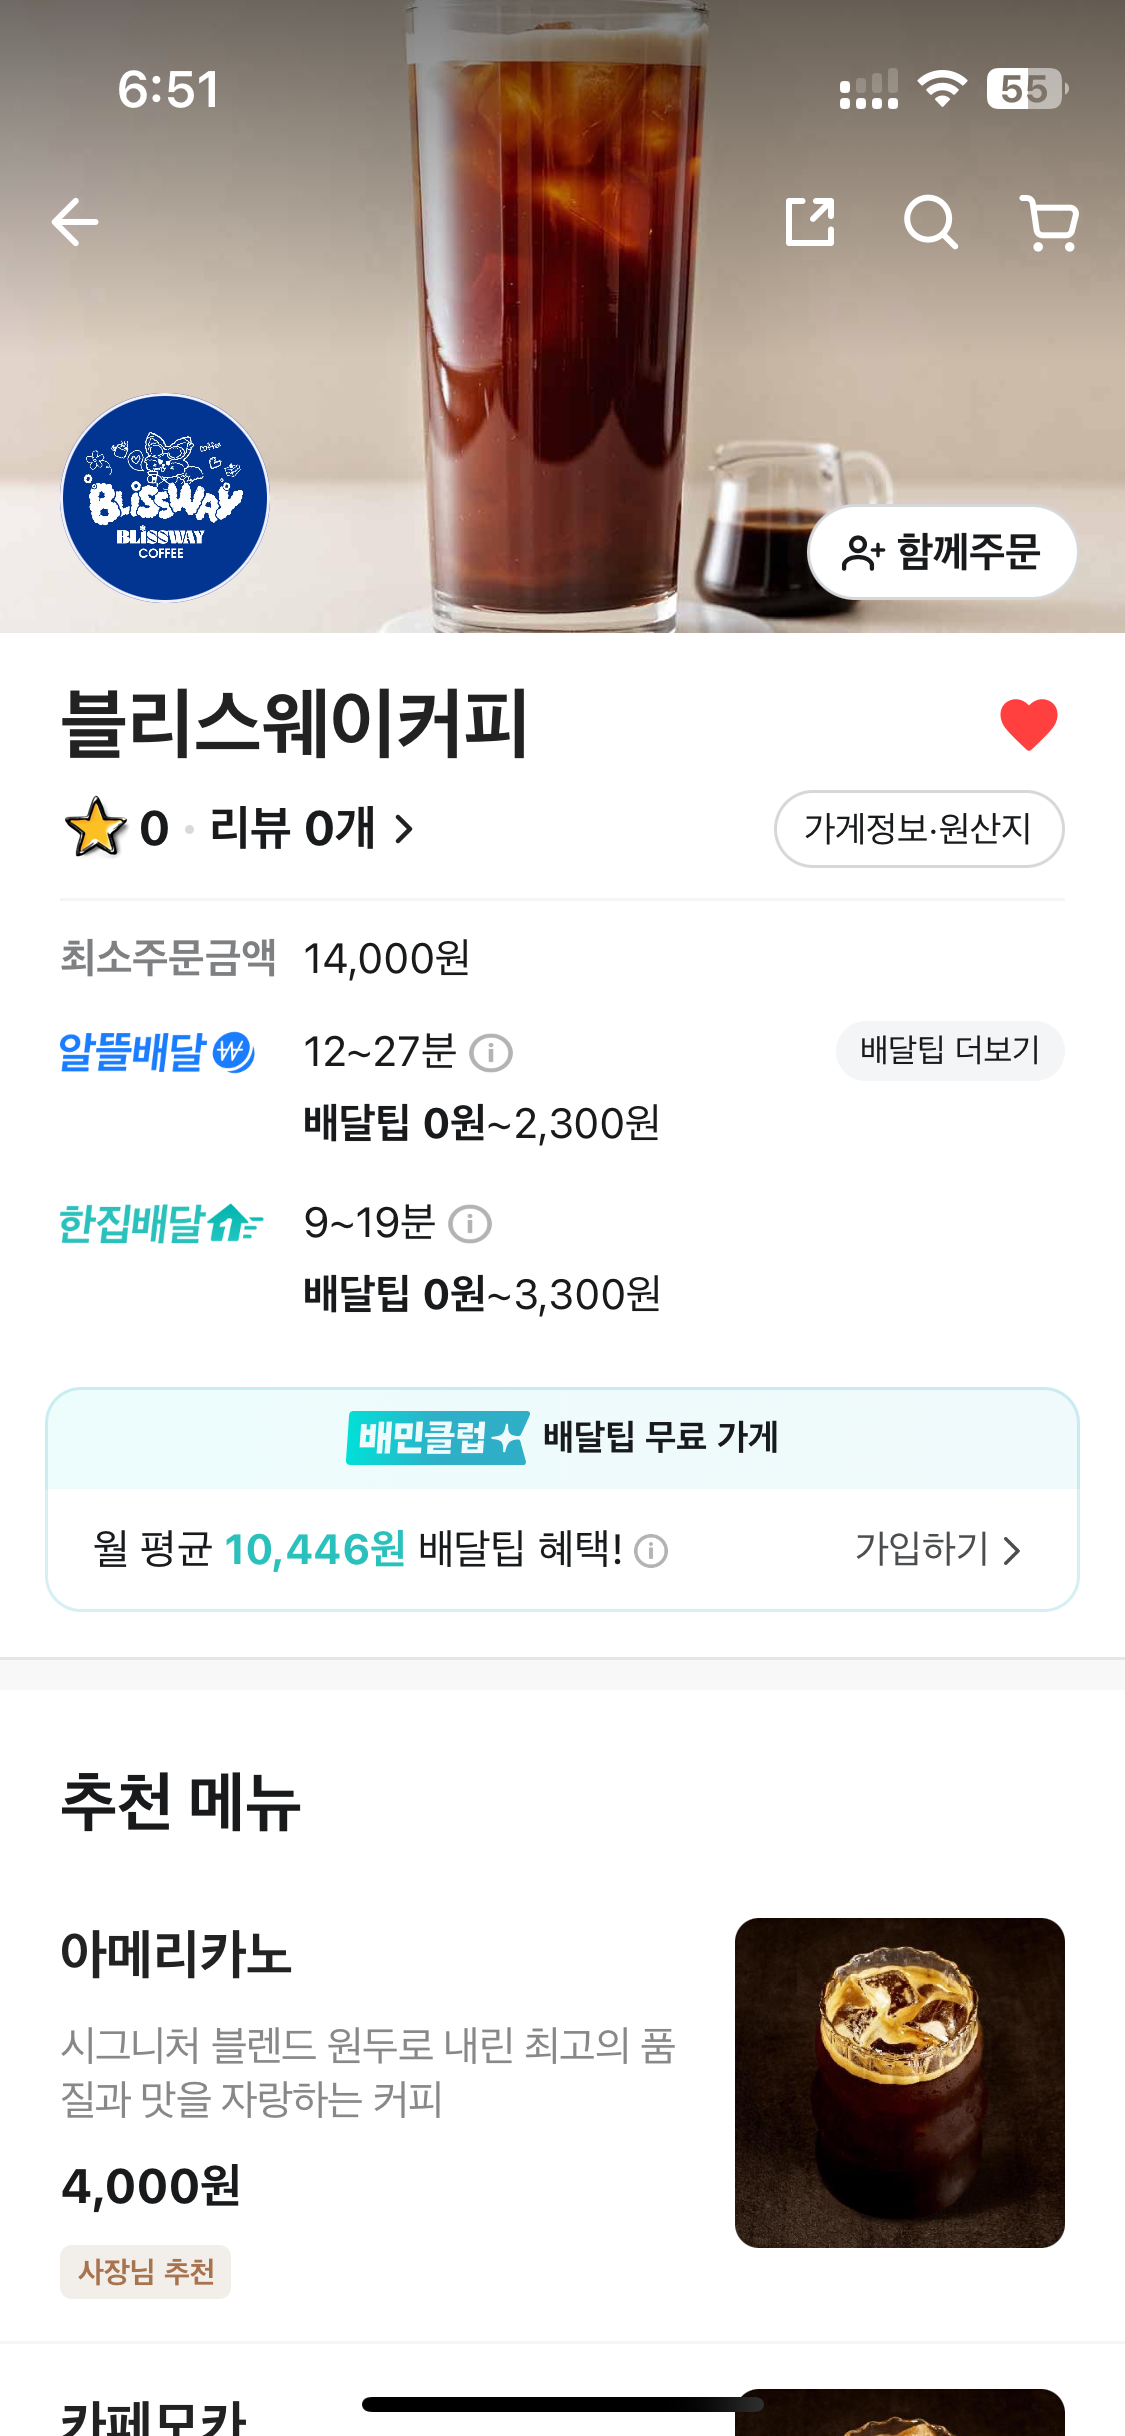 6:51
55
coffee
BLISSWAY
BLISSWAY
COFFEE
함께주문
블리스웨이커피
0 • 리뷰 0개
가게정보·원산지
최소주문금액 14,000원
알뜰배달 12~27분
배달팁 더보기
배달팁 0원~2,300원
한집배달 9~19분
배달팁 0원~3,300원
배민클럽 배달팁 무료 가게
월 평균 10,446원 배달팁 혜택!
가입하기
추천 메뉴
아메리카노
시그니처 블렌드 원두로 내린 최고의 품
질과 맛을 자랑하는 커피
4,000원
사장님 추천
카페모카